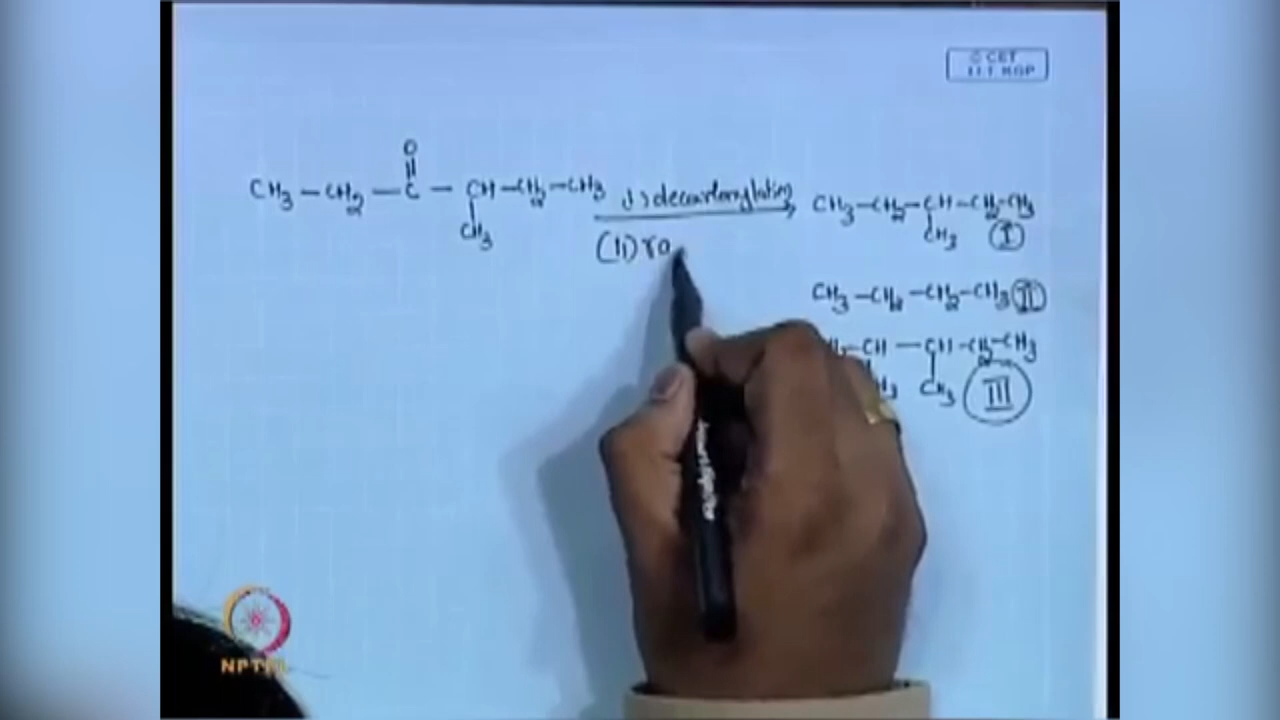 © CET
I.I.T. KGP
O
CH3 — CH2 — C — CH — CH2 — CH3
CH3
i) decarbonylation
(ii) ra
CH3 — CH2 — CH — CH2 — CH3
CH3 I
CH3 — CH2 — CH2 — CH3 II
CH — CH — CH2 — CH3
CH3 III
NPTEL